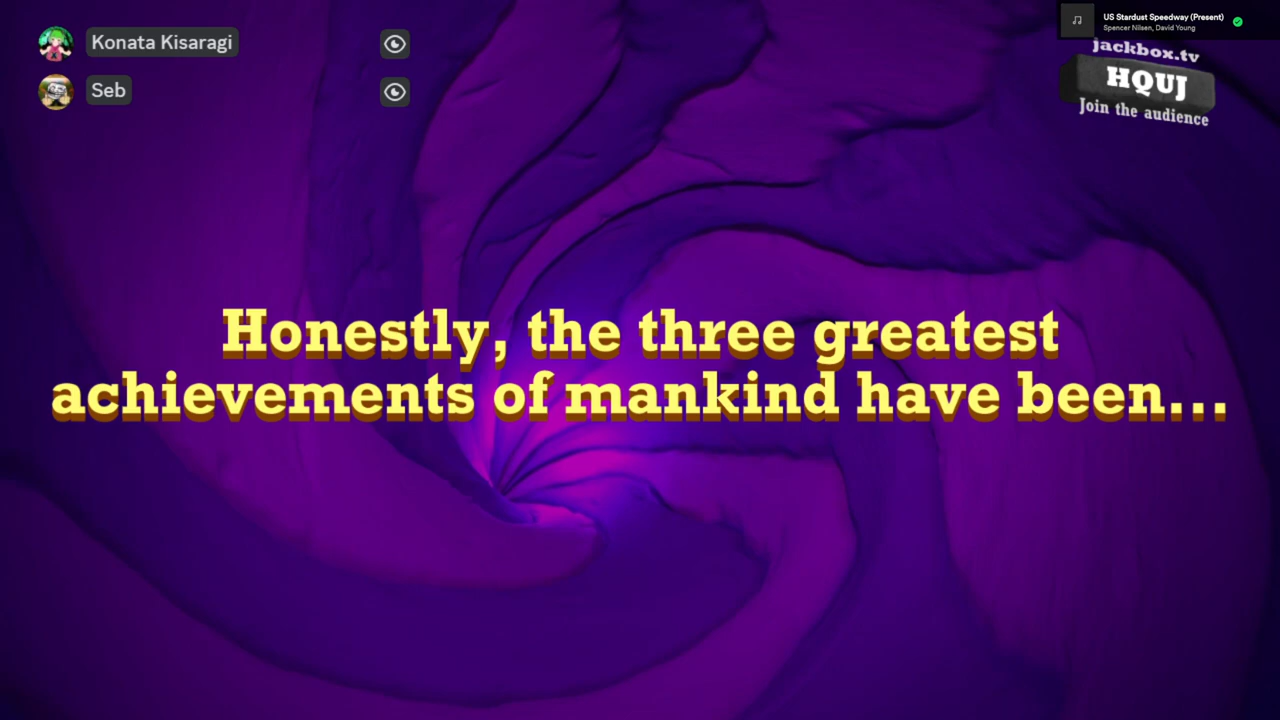 Konata Kisaragi
Seb
US Stardust Speedway (Present)
Spencer Nilsen, David Young
jackbox.tv
HQUJ
Join the audience
Honestly, the three greatest
achievements of mankind have been...